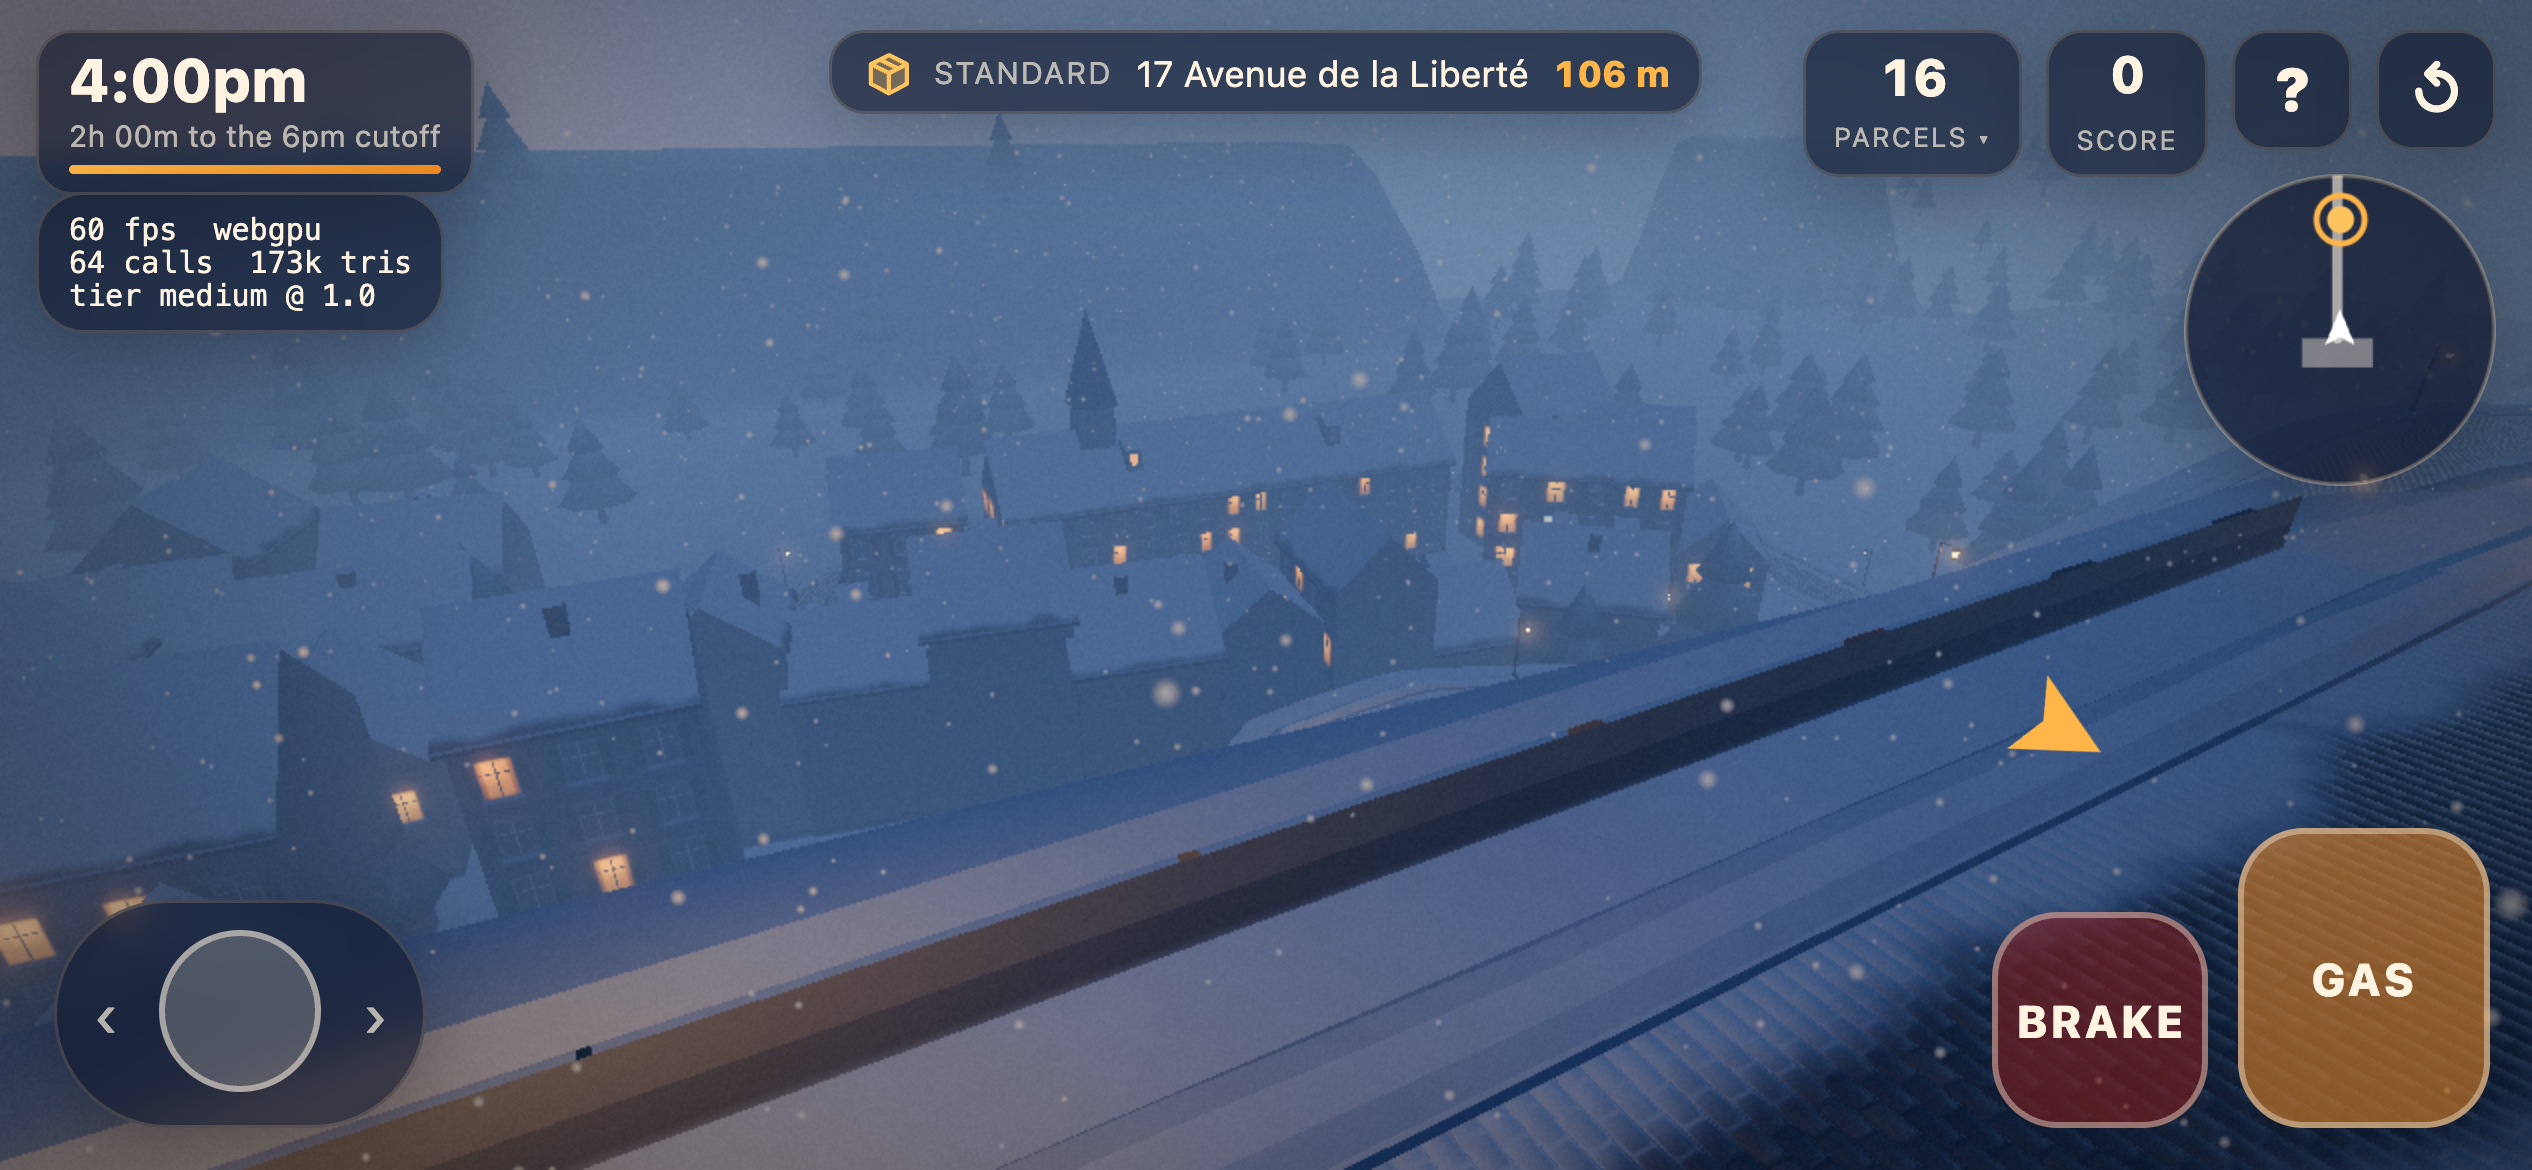 4:00pm
2h 00m to the 6pm cutoff
60 fps  webgpu
64 calls  173k tris
tier medium @ 1.0
STANDARD 17 Avenue de la Liberté 106 m
16
PARCELS ▾
0
SCORE
?
‹ ›
BRAKE
GAS